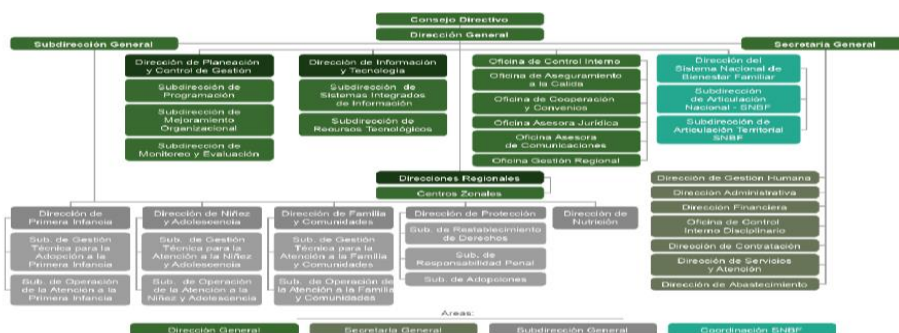 Consejo Directivo
Dirección General
Subdirección General
Secretaría General
Dirección de Planeación
y Control de Gestión
Subdirección de
Programación
Subdirección de
Mejoramiento
Organizacional
Subdirección de
Monitoreo y Evaluación
Dirección de Información
y Tecnología
Subdirección de
Sistemas Integrados
de Información
Subdirección de
Recursos Tecnológicos
Oficina de Control Interno
Oficina de Aseguramiento
a la Calida
Oficina de Cooperación
y Convenios
Oficina Asesora Jurídica
Oficina Asesora
de Comunicaciones
Oficina Gestión Regional
Dirección del
Sistema Nacional de
Bienestar Familiar
Subdirección
de Articulación
Nacional - SNBF
Subdirección de
Articulación Territorial
SNBF
Direcciones Regionales
Centros Zonales
Dirección de Gestión Humana
Dirección Administrativa
Dirección Financiera
Oficina de Control
Interno Disciplinario
Dirección de Contratación
Dirección de Servicios
y Atención
Dirección de Abastecimiento
Dirección de
Primera Infancia
Sub. de Gestión
Técnica para la
Adopción a la
Primera Infancia
Sub. de Operación
de la Atención a la
Primera Infancia
Dirección de Niñez
y Adolescencia
Sub. de Gestión
Técnica para la
Atención a la Niñez
y Adolescencia
Sub. de Operación
de la Atención a la
Niñez y Adolescencia
Dirección de Familia
y Comunidades
Sub. de Gestión
Técnica para la
Atención a la Familia
y Comunidades
Sub. de Operación de
la Atención a la Familia
y Comunidades
Dirección de Protección
Sub. de Restablecimiento
de Derechos
Sub. de
Responsabilidad Penal
Sub. de Adopciones
Dirección de
Nutrición
Áreas:
Dirección General
Secretaría General
Subdirección General
Coordinación SNBF